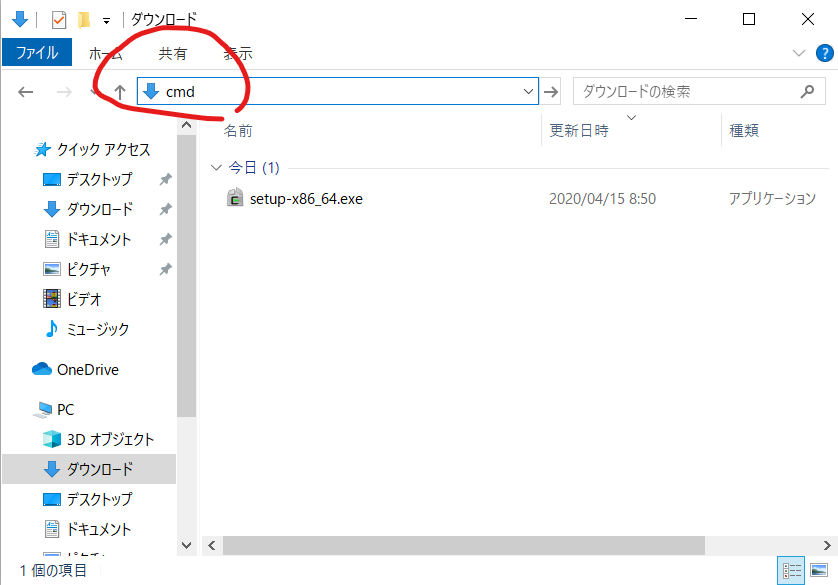 ダウンロード
ファイル ホーム 共有 表示
cmd ダウンロードの検索
名前 更新日時 種類
クイック アクセス
今日 (1)
デスクトップ
setup-x86_64.exe 2020/04/15 8:50 アプリケーション
ダウンロード
ドキュメント
ピクチャ
ビデオ
ミュージック
OneDrive
PC
3D オブジェクト
ダウンロード
デスクトップ
ドキュメント
ピクチャ
1 個の項目